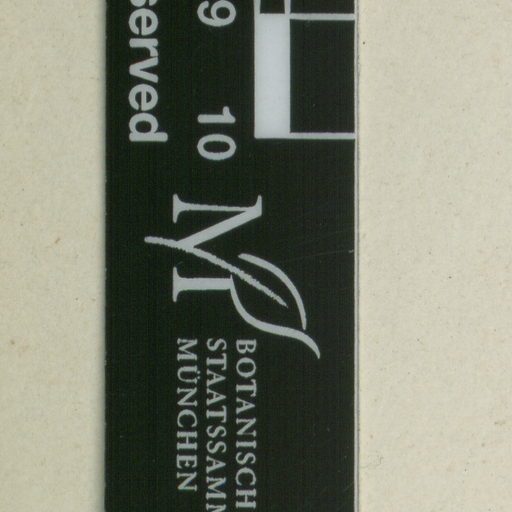 served
9 10
M
BOTANISCH
STAATSSAMM
MÜNCHEN